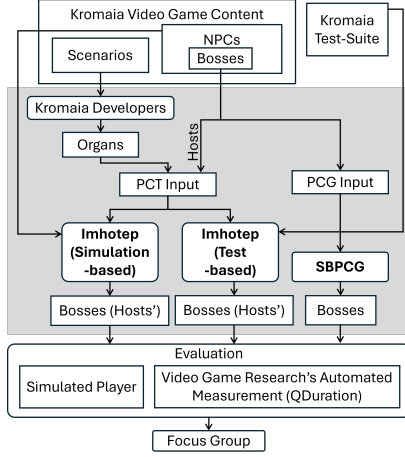 Kromaia Video Game Content
Kromaia
Test-Suite
Scenarios
NPCs
Bosses
Kromaia Developers
Organs
Hosts
PCT Input
PCG Input
Imhotep
(Simulation
-based)
Imhotep
(Test
-based)
SBPCG
Bosses (Hosts’)
Bosses (Hosts’)
Bosses
Evaluation
Simulated Player
Video Game Research’s Automated
Measurement (QDuration)
Focus Group